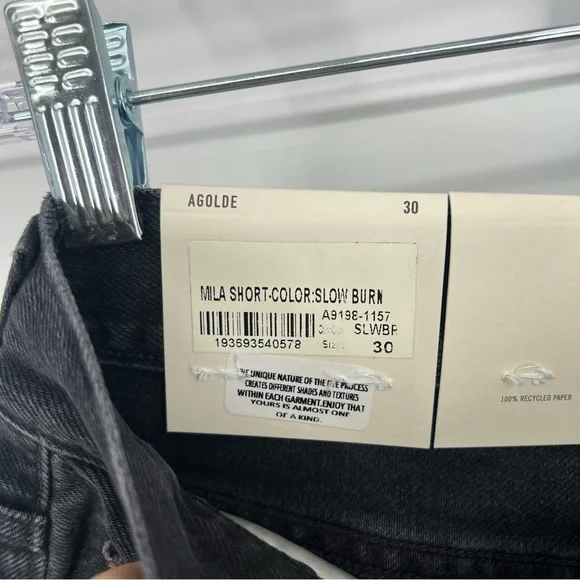 AGOLDE 30
MILA SHORT-COLOR:SLOW BURN
A9198-1157
SLWBR
193693540578 Size: 30
THE UNIQUE NATURE OF THE DYE PROCESS
CREATES DIFFERENT SHADES AND TEXTURES
WITHIN EACH GARMENT.ENJOY THAT
YOURS IS ALMOST ONE
OF A KIND.
100% RECYCLED PAPER